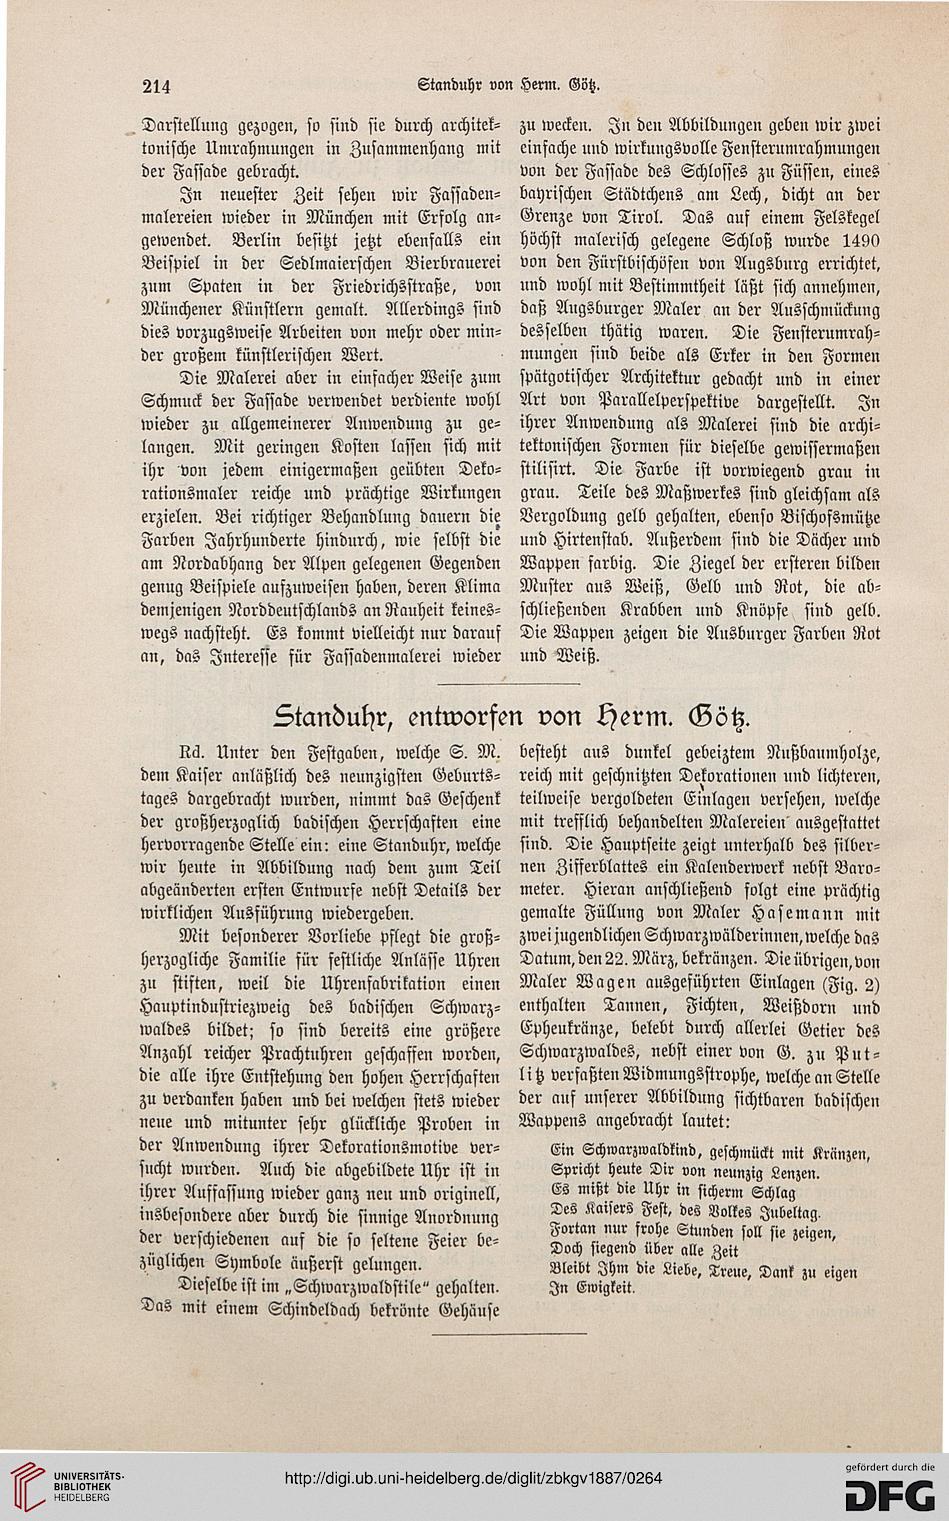 214
Standuhr von Herm. Götz.
Darstellung gezogen, so sind sie durch architek-
tonische Umrahmungen in Zusammenhang mit
der Fassade gebracht.
In neuester Zeit sehen wir Fassaden-
malereien wieder in München mit Erfolg an-
gewendet. Berlin besitzt jetzt ebenfalls ein
Beispiel in der Sedlmaierschen Bierbrauerei
zum Spaten in der Friedrichsstraße, von
Münchener Künstlern gemalt. Allerdings sind
dies vorzugsweise Arbeiten von mehr oder min-
der großem künstlerischen Wert.
Die Malerei aber in einfacher Weise zum
Schmuck der Fassade verwendet verdiente wohl
wieder zu allgemeinerer Anwendung zu ge-
langen. Mit geringen Kosten lassen sich mit
ihr von jedem einigermaßen geübten Deko-
rationsmaler reiche und prächtige Wirkungen
erzielen. Bei richtiger Behandlung dauern die
Farben Jahrhunderte hindurch, wie selbst die
am Nordabhang der Alpen gelegenen Gegenden
genug Beispiele aufzuweisen haben, deren Klima
demjenigen Norddeutschlands an Rauheit keines-
wegs nachsteht. Es kommt vielleicht nur darauf
an, das Interesse für Fassadenmalerei wieder
zu wecken. In den Abbildungen geben wir zwei
einfache und wirkungsvolle Fensterumrahmungen
von der Fassade des Schlosses zu Füssen, eines
bayrischen Städtchens am Lech, dicht an der
Grenze von Tirol. Das auf einem Felskegel
höchst malerisch gelegene Schloß wurde 1490
von den Fürstbischöfen von Augsburg errichtet,
und wohl mit Bestimmtheit läßt sich annehmen,
daß Augsburger Maler an der Ausschmückung
desselben thätig waren. Die Fensterumrah-
mungen sind beide als Erker in den Formen
spätgotischer Architektur gedacht und in einer
Art von Parallelperspektive dargestellt. In
ihrer Anwendung als Malerei sind die archi-
tektonischen Formen für dieselbe gewissermaßen
stilisirt. Die Farbe ist vorwiegend grau in
grau. Teile des Maßwerkes sind gleichsam als
Vergoldung gelb gehalten, ebenso Bischofsmütze
und Hirtenstab. Außerdem sind die Dächer und
Wappen farbig. Die Ziegel der ersteren bilden
Muster aus Weiß, Gelb und Rot, die ab-
schließenden Krabben und Knöpfe sind gelb.
Die Wappen zeigen die Ausburger Farben Rot
und Weiß.
Standuhr, entworfen von Herm. Götz.
Rd. Unter den Festgaben, welche S. M.
dem Kaiser anläßlich des neunzigsten Geburts-
tages dargebracht wurden, nimmt das Geschenk
der großherzoglich badischen Herrschaften eine
hervorragende Stelle ein: eine Standuhr, welche
wir heute in Abbildung nach dem zum Teil
abgeänderten ersten Entwurfe nebst Details der
wirklichen Ausführung wiedergeben.
Mit besonderer Vorliebe pflegt die groß-
herzogliche Familie für festliche Anlässe Uhren
zu stiften, weil die Uhrenfabrikation einen
Hauptindustriezweig des badischen Schwarz-
waldes bildet; so sind bereits eine größere
Anzahl reicher Prachtuhren geschaffen worden,
die alle ihre Entstehung den hohen Herrschaften
zu verdanken haben und bei welchen stets wieder
neue und mitunter sehr glückliche Proben in
der Anwendung ihrer Dekorationsmotive ver-
sucht wurden. Auch die abgebildete Uhr ist in
ihrer Auffassung wieder ganz neu und originell,
insbesondere aber durch die sinnige Anordnung
der verschiedenen auf die so seltene Feier be-
züglichen Symbole äußerst gelungen.
Dieselbe ist im „Schwarzwaldstile" gehalten.
Das mit einem Schindeldach bekrönte Gehäuse
besteht aus dunkel gebeiztem Nußbaumholze,
reich mit geschnitzten Dekorationen und lichteren,
teilweise vergoldeten Einlagen versehen, welche
mit trefflich behandelten Malereien ausgestattet
sind. Die Hauptseite zeigt unterhalb des silber-
nen Zifferblattes ein Kalenderwerk nebst Baro-
meter. Hieran anschließend folgt eine prächtig
gemalte Füllung von Maler Hasemann mit
zwei jugendlichen Schwarzwälderinnen, welche das
Datum, den 22. März, bekränzen. Die übrigen, von
Maler Wagen ausgeführten Einlagen (Fig. 2)
enthalten Tannen, Fichten, Weißdorn und
Epheukränze, belebt durch allerlei Getier des
Schwarzwaldes, nebst einer von G. zu Put-
litz verfaßten Widmungsstrophe, welche an Stelle
der auf unserer Abbildung sichtbaren badischen
Wappens angebracht lautet:
Ein Schwarzwaldkind, geschmückt mit Kränzen,
Spricht heute Dir von neunzig Lenzen.
Es mißt die Uhr in sicherm Schlag
Des Kaisers Fest, des Volkes Jubeltag.
Fortan nur frohe Stunden soll sie zeigen,
Doch siegend über alle Zeit
Bleibt Ihm die Liebe, Treue, Dank zu eigen
In Ewigkeit.
UNIVERSITÄTS-
BIBLIOTHEK
HEIDELBERG
http://digi.ub.uni-heidelberg.de/diglit/zbkgv1887/0264
gefördert durch die
DFG